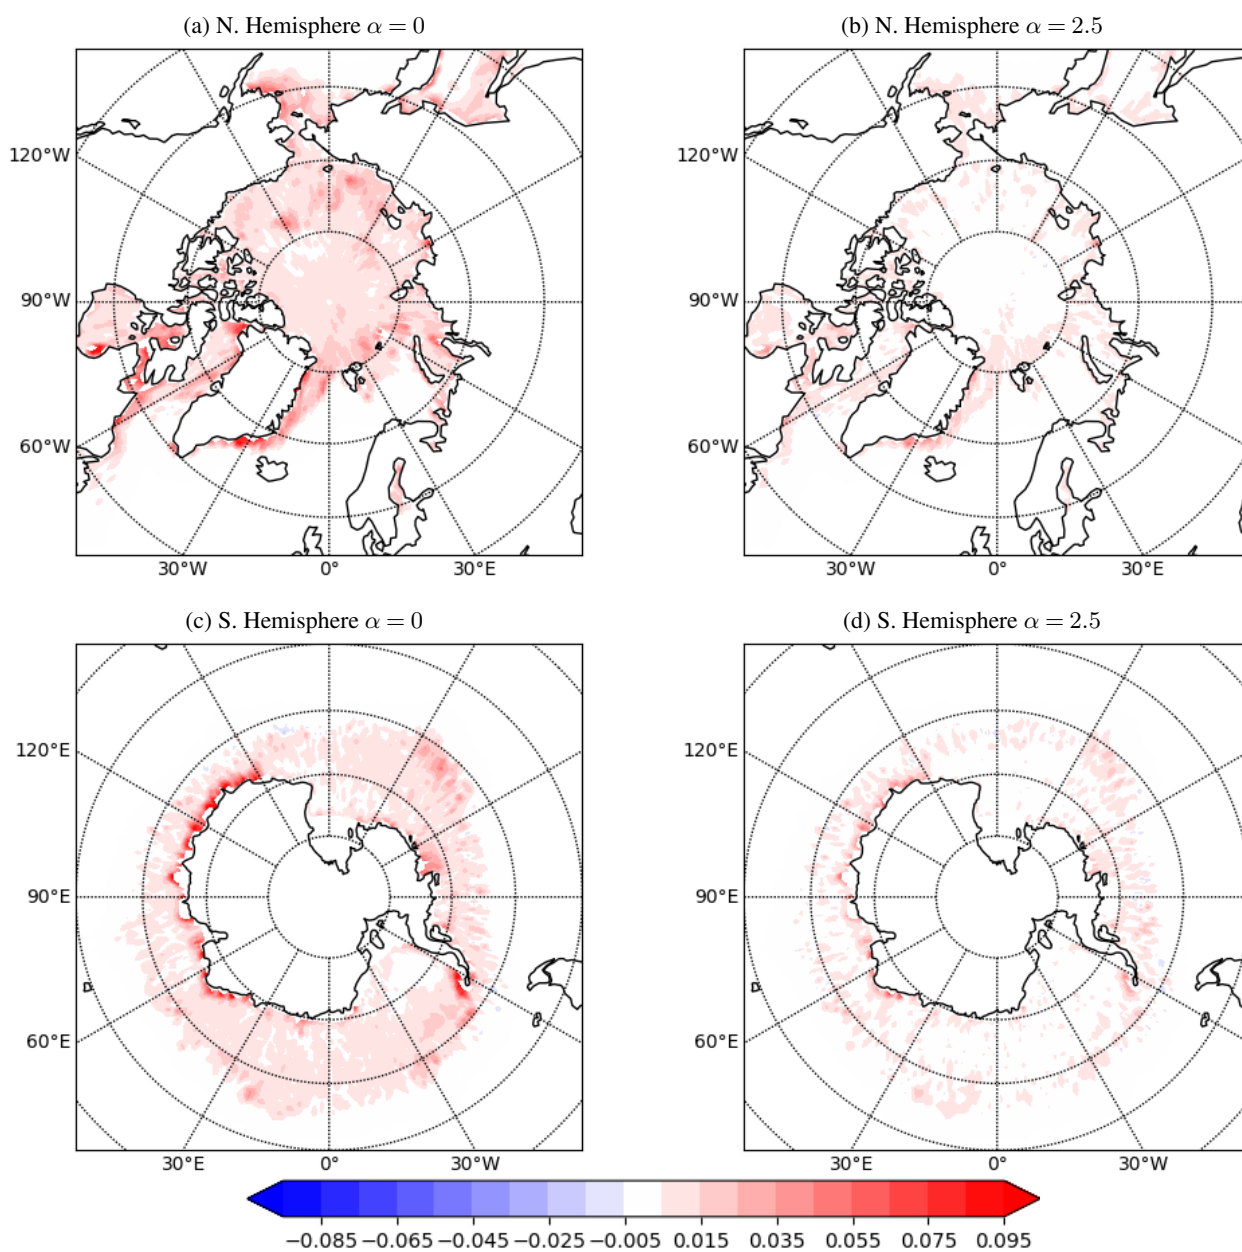 (a) N. Hemisphere α = 0
(b) N. Hemisphere α = 2.5
120°W
90°W
60°W
30°W 0° 30°E
120°W
90°W
60°W
30°W 0° 30°E
(c) S. Hemisphere α = 0
(d) S. Hemisphere α = 2.5
120°E
90°E
60°E
30°E 0° 30°W
120°E
90°E
60°E
30°E 0° 30°W
−0.085 −0.065 −0.045 −0.025 −0.005 0.015 0.035 0.055 0.075 0.095